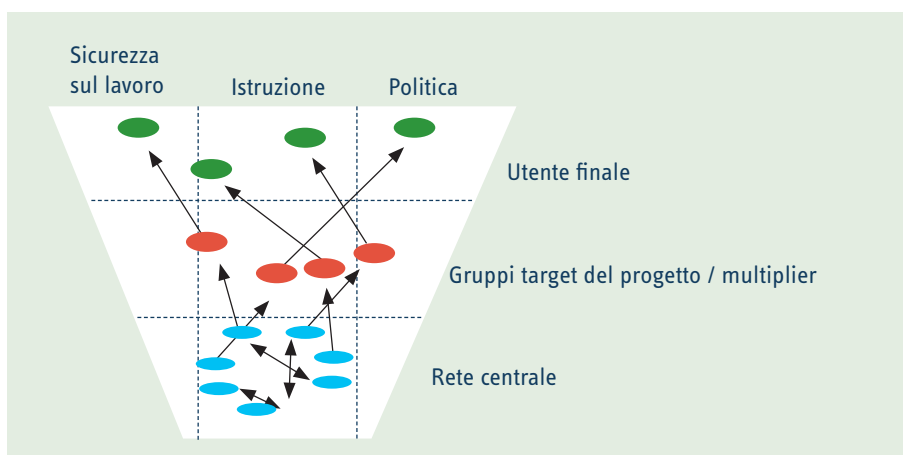 Sicurezza
sul lavoro
Istruzione
Politica
Utente finale
Gruppi target del progetto / multiplier
Rete centrale